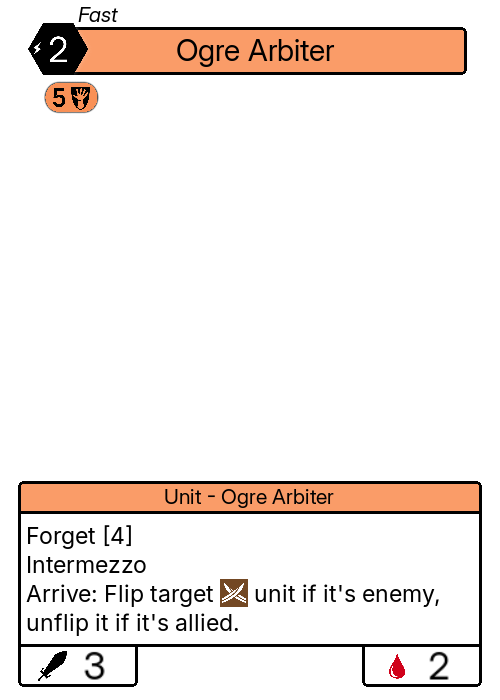 Fast
2 Ogre Arbiter
5
Unit - Ogre Arbiter
Forget [4]
Intermezzo
Arrive: Flip target unit if it's enemy,
unflip it if it's allied.
3 2